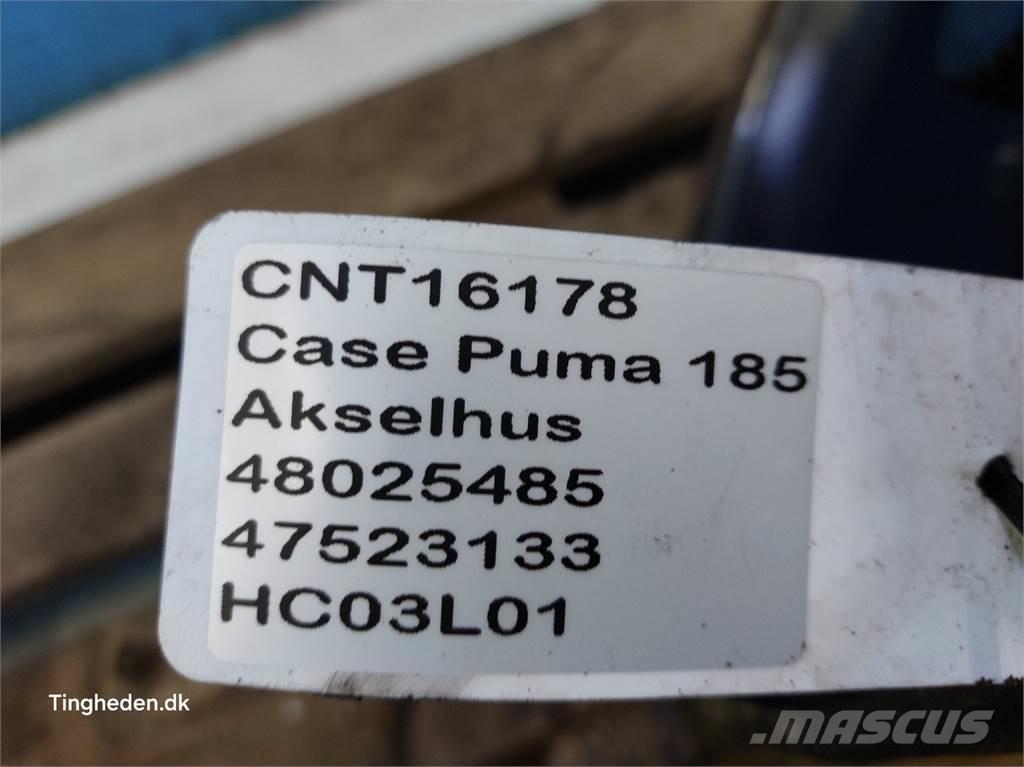 CNT16178
Case Puma 185
Akselhus
48025485
47523133
HC03L01
Tingheden.dk
MASCUS